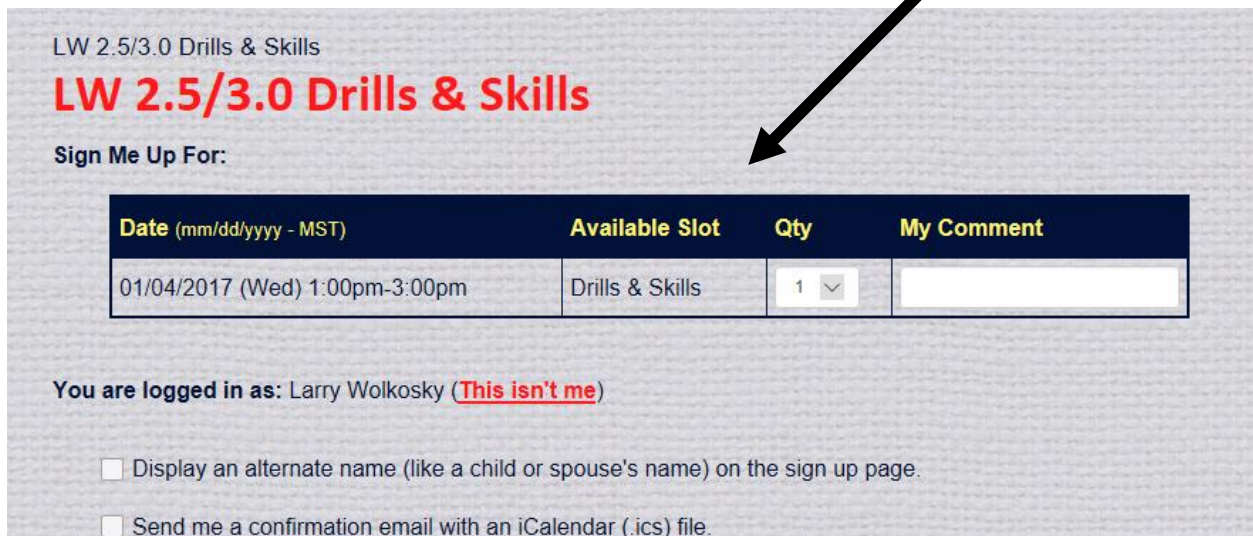 LW 2.5/3.0 Drills & Skills
LW 2.5/3.0 Drills & Skills
Sign Me Up For:
Date (mm/dd/yyyy - MST) Available Slot Qty My Comment
01/04/2017 (Wed) 1:00pm-3:00pm Drills & Skills 1
You are logged in as: Larry Wolkosky (This isn't me)
Display an alternate name (like a child or spouse's name) on the sign up page.
Send me a confirmation email with an iCalendar (.ics) file.